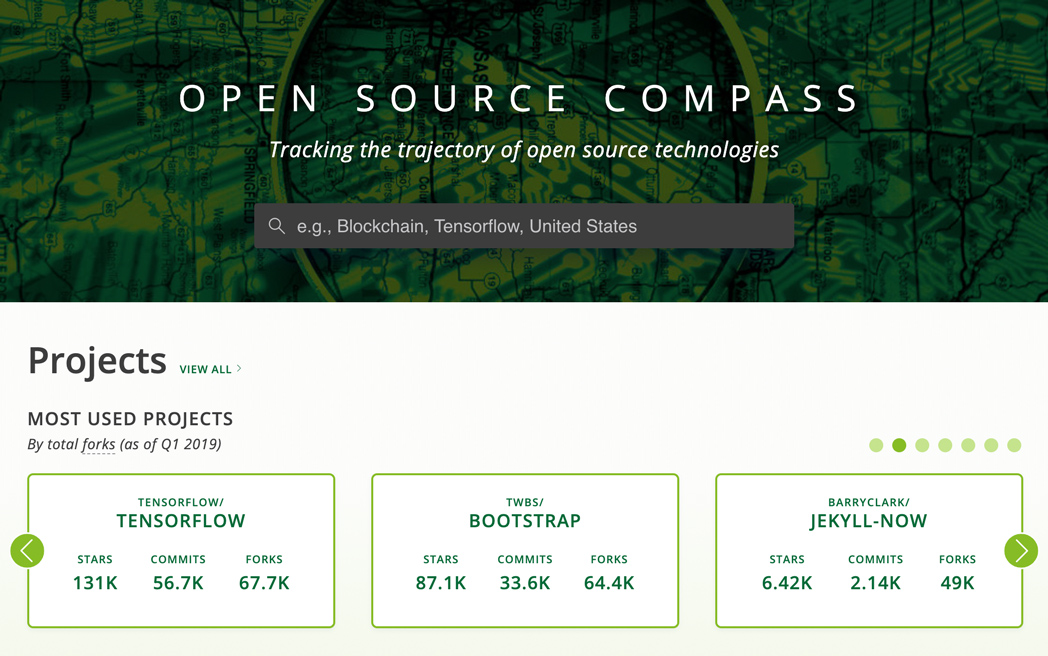 OPEN SOURCE COMPASS
Tracking the trajectory of open source technologies
e.g., Blockchain, Tensorflow, United States
Projects VIEW ALL
MOST USED PROJECTS
By total forks (as of Q1 2019)
TENSORFLOW/
TENSORFLOW
STARS COMMITS FORKS
131K 56.7K 67.7K
TWBS/
BOOTSTRAP
STARS COMMITS FORKS
87.1K 33.6K 64.4K
BARRYCLARK/
JEKYLL-NOW
STARS COMMITS FORKS
6.42K 2.14K 49K